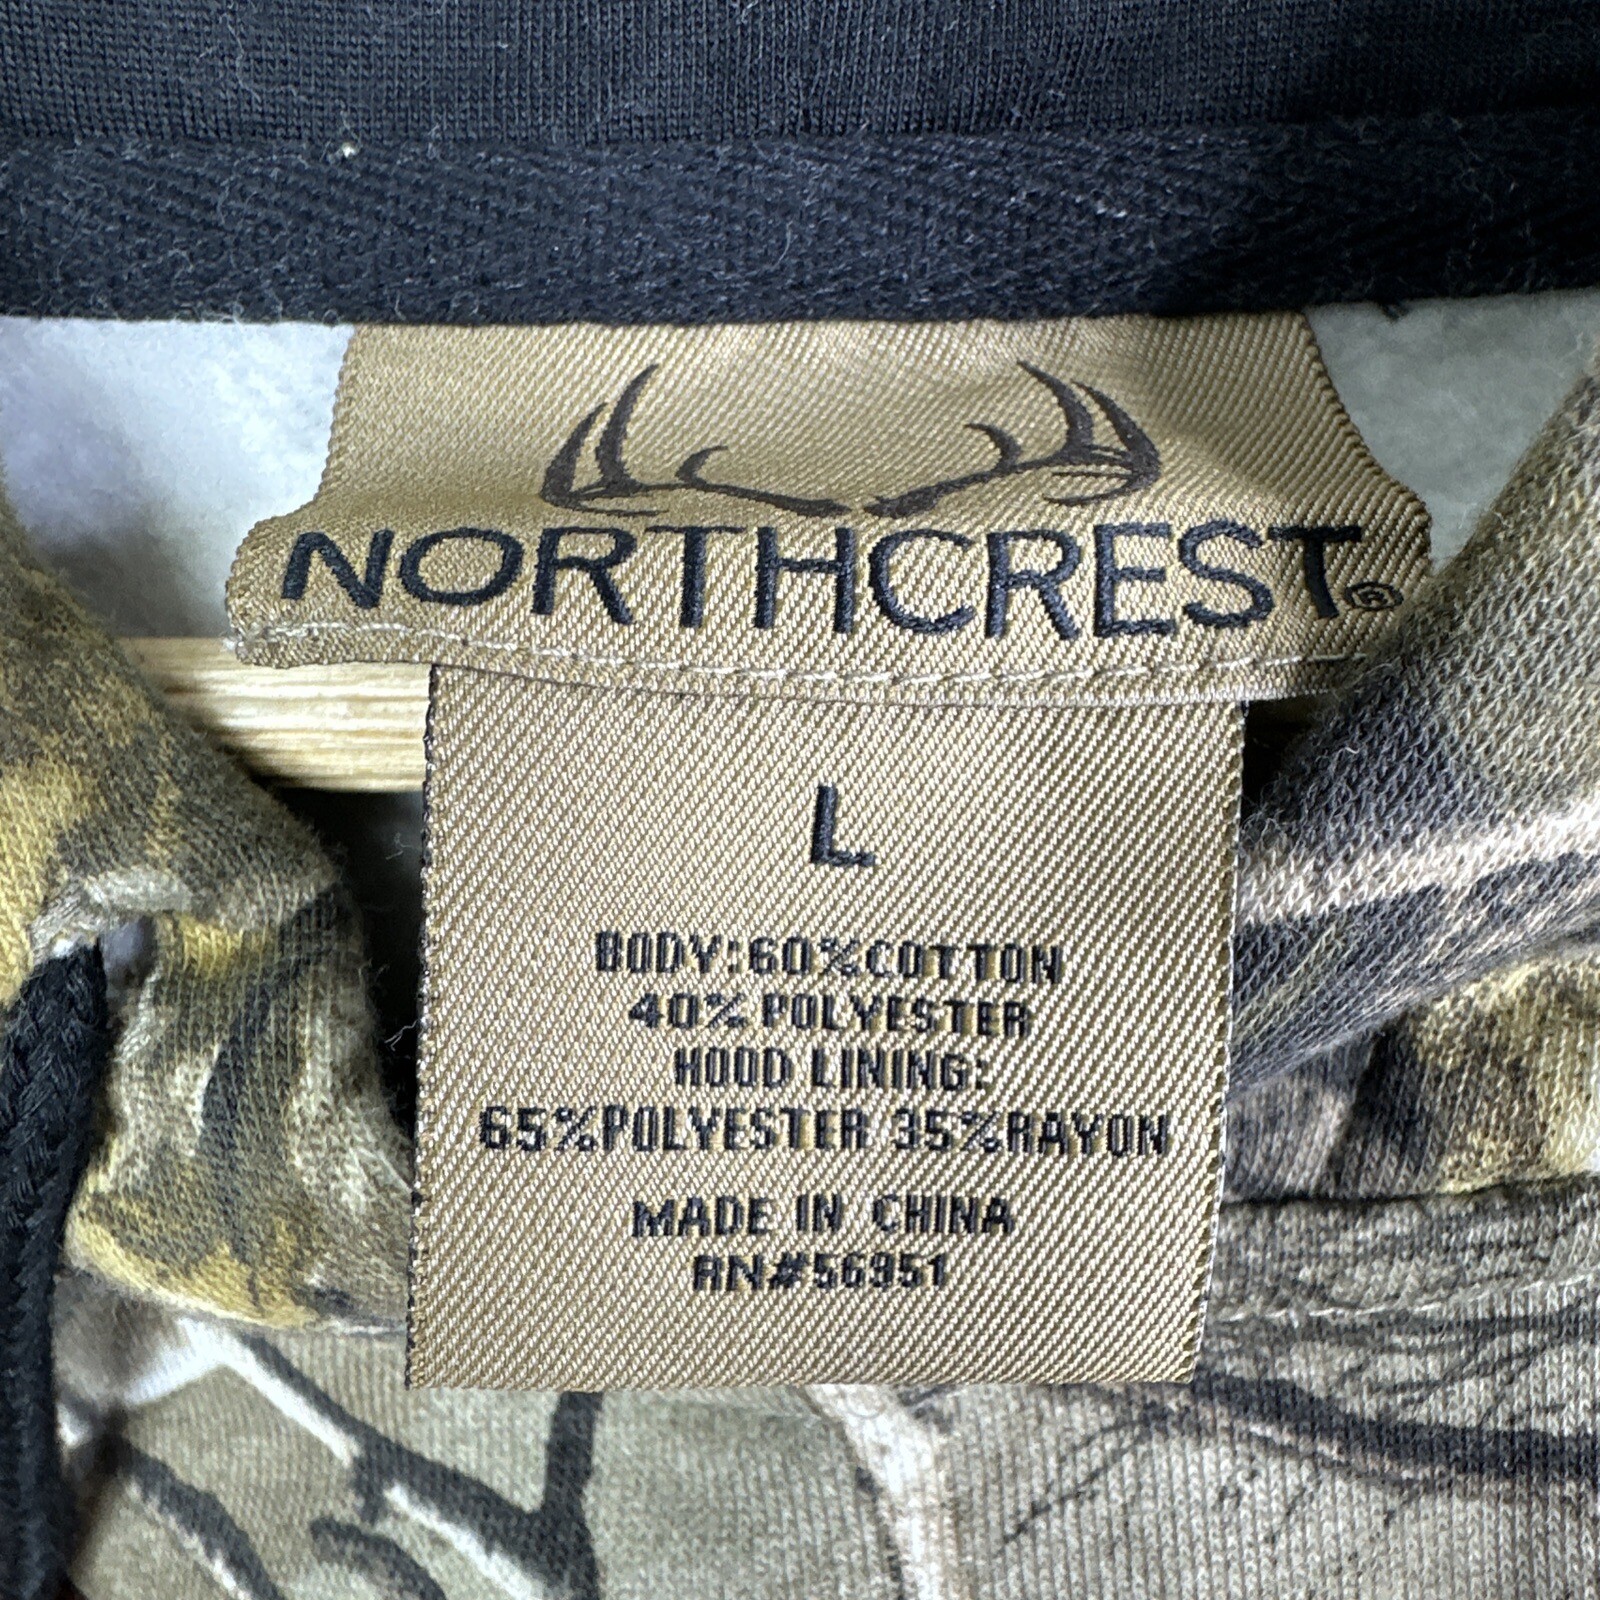 NORTHCREST®
L
BODY:60%COTTON
40% POLYESTER
HOOD LINING:
65%POLYESTER 35%RAYON
MADE IN CHINA
RN#56951